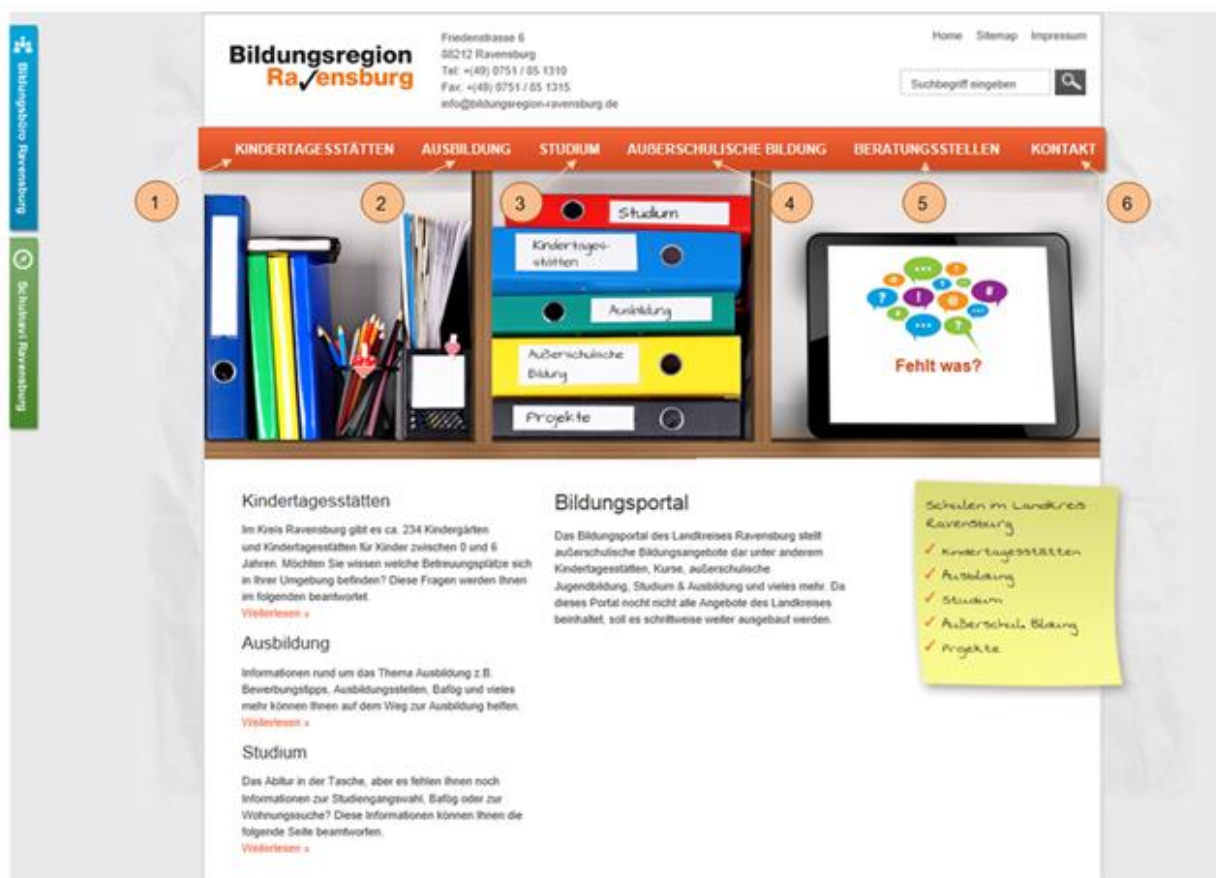 Bildungsbüro Ravensburg
Schulnavi Ravensburg
Bildungsregion
Ravensburg
Friedenstrasse 6
88212 Ravensburg
Tel: +(49) 0751 / 85 1310
Fax: +(49) 0751 / 85 1315
info@bildungsregion-ravensburg.de
Home Sitemap Impressum
Suchbegriff eingeben
KINDERTAGESSTÄTTEN AUSBILDUNG STUDIUM AUßERSCHULISCHE BILDUNG BERATUNGSSTELLEN KONTAKT
1 2 3 4 5 6
Studium
Kindertages-
stätten
Ausbildung
Außerschulische
Bildung
Projekte
Fehlt was?
Kindertagesstätten
Im Kreis Ravensburg gibt es ca. 234 Kindergärten
und Kindertagesstätten für Kinder zwischen 0 und 6
Jahren. Möchten Sie wissen welche Betreuungsplätze sich
in Ihrer Umgebung befinden? Diese Fragen werden Ihnen
im folgenden beantwortet.
Weiterlesen »
Ausbildung
Informationen rund um das Thema Ausbildung z.B.
Bewerbungstipps, Ausbildungsstellen, Bafög und vieles
mehr können Ihnen auf dem Weg zur Ausbildung helfen.
Weiterlesen »
Studium
Das Abitur in der Tasche, aber es fehlen Ihnen noch
Informationen zur Studiengangswahl, Bafög oder zur
Wohnungssuche? Diese Informationen können Ihnen die
folgende Seite beantworten.
Weiterlesen »
Bildungsportal
Das Bildungsportal des Landkreises Ravensburg stellt
außerschulische Bildungsangebote dar unter anderem
Kindertagesstätten, Kurse, außerschulische
Jugendbildung, Studium & Ausbildung und vieles mehr. Da
dieses Portal nocht nicht alle Angebote des Landkreises
beinhaltet, soll es schrittweise weiter ausgebaut werden.
Schulen im Landkreis
Ravensburg
✓ Kindertagesstätten
✓ Ausbildung
✓ Studium
✓ Außerschul. Bildung
✓ Projekte